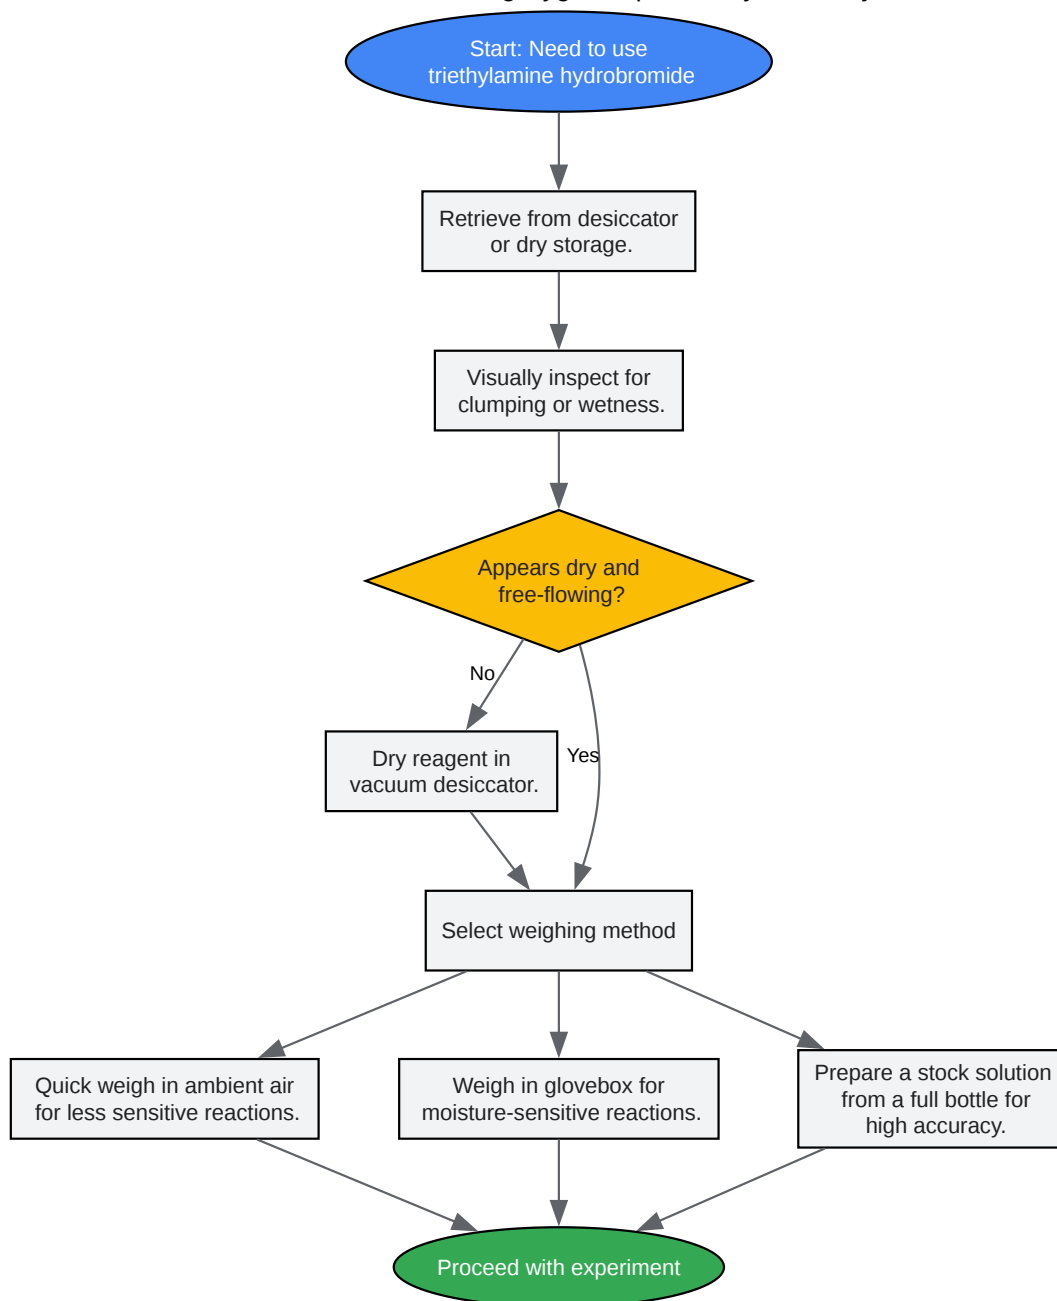 Start: Need to use
triethylamine hydrobromide
Retrieve from desiccator
or dry storage.
Visually inspect for
clumping or wetness.
Appears dry and
free-flowing?
No
Yes
Dry reagent in
vacuum desiccator.
Select weighing method
Quick weigh in ambient air
for less sensitive reactions.
Weigh in glovebox for
moisture-sensitive reactions.
Prepare a stock solution
from a full bottle for
high accuracy.
Proceed with experiment